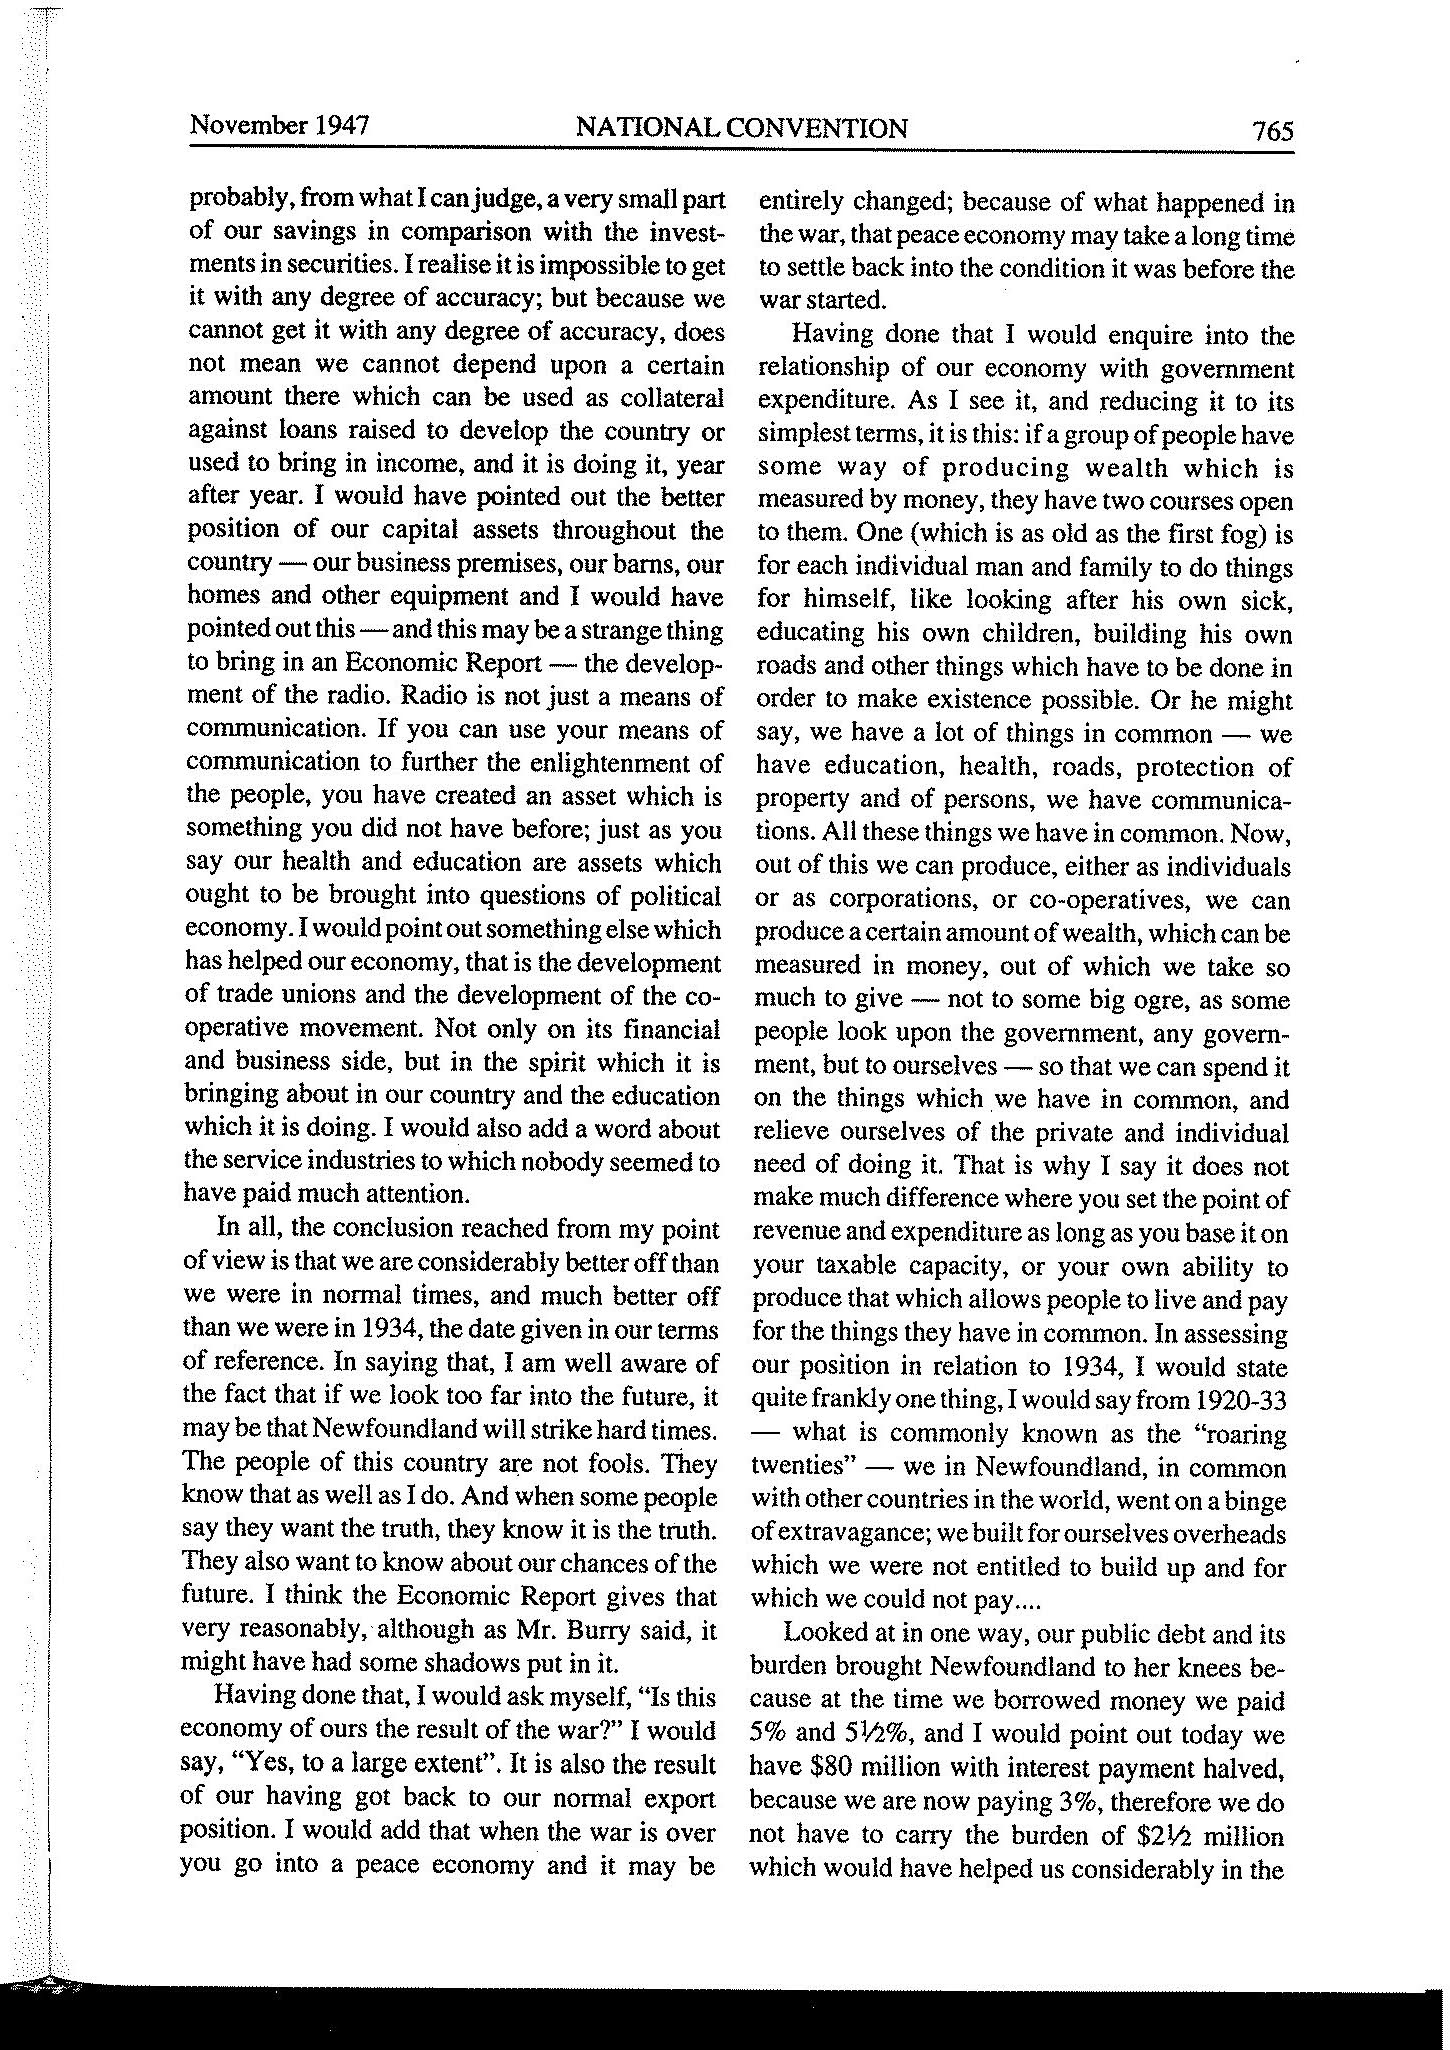 November 1947 NATIONAL CONVENTION 765
probably, from what I can judge, a very small part
of our savings in comparison with the invest-
ments in securities. I realise it is impossible to get
it with any degree of accuracy; but because we
cannot get it with any degree of accuracy, does
not mean we cannot depend upon a certain
amount there which can be used as collateral
against loans raised to develop the country or
used to bring in income, and it is doing it, year
after year. I would have pointed out the better
position of our capital assets throughout the
country — our business premises, our barns, our
homes and other equipment and I would have
pointed out this — and this may be a strange thing
to bring in an Economic Report — the develop-
ment of the radio. Radio is not just a means of
communication. If you can use your means of
communication to further the enlightenment of
the people, you have created an asset which is
something you did not have before; just as you
say our health and education are assets which
ought to be brought into questions of political
economy. I would point out something else which
has helped our economy, that is the development
of trade unions and the development of the co-
operative movement. Not only on its financial
and business side, but in the spirit which it is
bringing about in our country and the education
which it is doing. I would also add a word about
the service industries to which nobody seemed to
have paid much attention.
In all, the conclusion reached from my point
of view is that we are considerably better off than
we were in normal times, and much better off
than we were in 1934, the date given in our terms
of reference. In saying that, I am well aware of
the fact that if we look too far into the future, it
may be that Newfoundland will strike hard times.
The people of this country are not fools. They
know that as well as I do. And when some people
say they want the truth, they know it is the truth.
They also want to know about our chances of the
future. I think the Economic Report gives that
very reasonably, although as Mr. Burry said, it
might have had some shadows put in it.
Having done that, I would ask myself, "Is this
economy of ours the result of the war?" I would
say, "Yes, to a large extent". It is also the result
of our having got back to our normal export
position. I would add that when the war is over
you go into a peace economy and it may be
entirely changed; because of what happened in
the war, that peace economy may take a long time
to settle back into the condition it was before the
war started.
Having done that I would enquire into the
relationship of our economy with government
expenditure. As I see it, and reducing it to its
simplest terms, it is this: if a group of people have
some way of producing wealth which is
measured by money, they have two courses open
to them. One (which is as old as the first fog) is
for each individual man and family to do things
for himself, like looking after his own sick,
educating his own children, building his own
roads and other things which have to be done in
order to make existence possible. Or he might
say, we have a lot of things in common — we
have education, health, roads, protection of
property and of persons, we have communica-
tions. All these things we have in common. Now,
out of this we can produce, either as individuals
or as corporations, or co-operatives, we can
produce a certain amount of wealth, which can be
measured in money, out of which we take so
much to give — not to some big ogre, as some
people look upon the government, any govern-
ment, but to ourselves — so that we can spend it
on the things which we have in common, and
relieve ourselves of the private and individual
need of doing it. That is why I say it does not
make much difference where you set the point of
revenue and expenditure as long as you base it on
your taxable capacity, or your own ability to
produce that which allows people to live and pay
for the things they have in common. In assessing
our position in relation to 1934, I would state
quite frankly one thing, I would say from 1920-33
— what is commonly known as the "roaring
twenties" — we in Newfoundland, in common
with other countries in the world, went on a binge
of extravagance; we built for ourselves overheads
which we were not entitled to build up and for
which we could not pay....
Looked at in one way, our public debt and its
burden brought Newfoundland to her knees be-
cause at the time we borrowed money we paid
5% and 5½%, and I would point out today we
have $80 million with interest payment halved,
because we are now paying 3%, therefore we do
not have to carry the burden of $2½ million
which would have helped us considerably in the